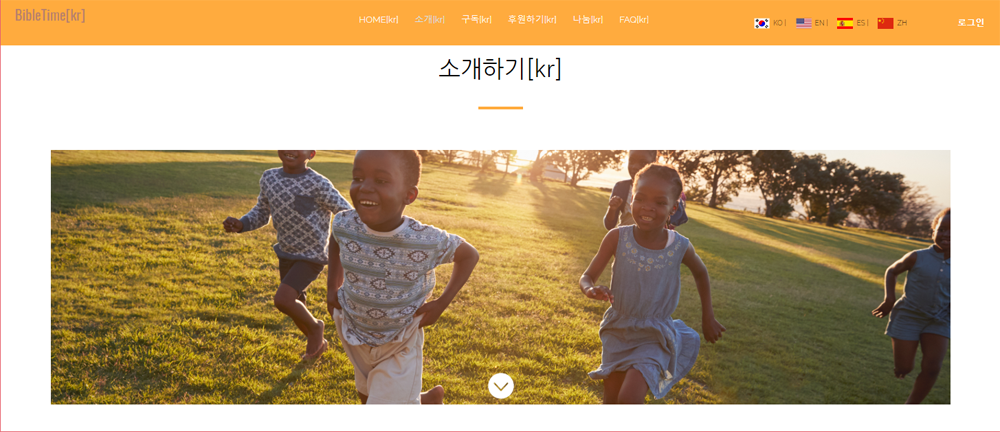 BibleTime[kr]
HOME[kr] 소개[kr] 구독[kr] 후원하기[kr] 나눔[kr] FAQ[kr]
KO | EN | ES | ZH
로그인
소개하기[kr]